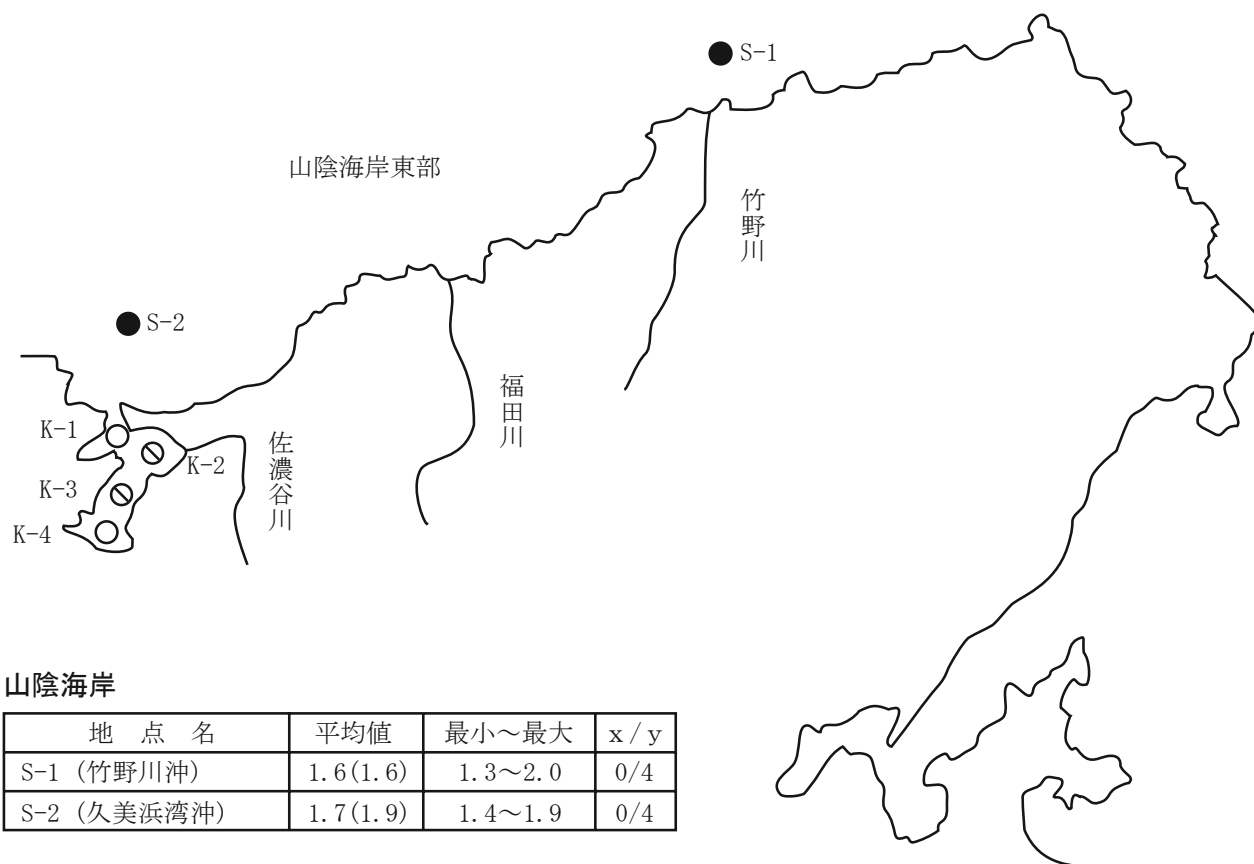 S-1
山陰海岸東部
竹野川
S-2
福田川
K-1
佐濃谷川
K-2
K-3
K-4
山陰海岸
地 点 名 平均値 最小～最大 x/y
S-1 (竹野川沖) 1.6(1.6) 1.3～2.0 0/4
S-2 (久美浜湾沖) 1.7(1.9) 1.4～1.9 0/4